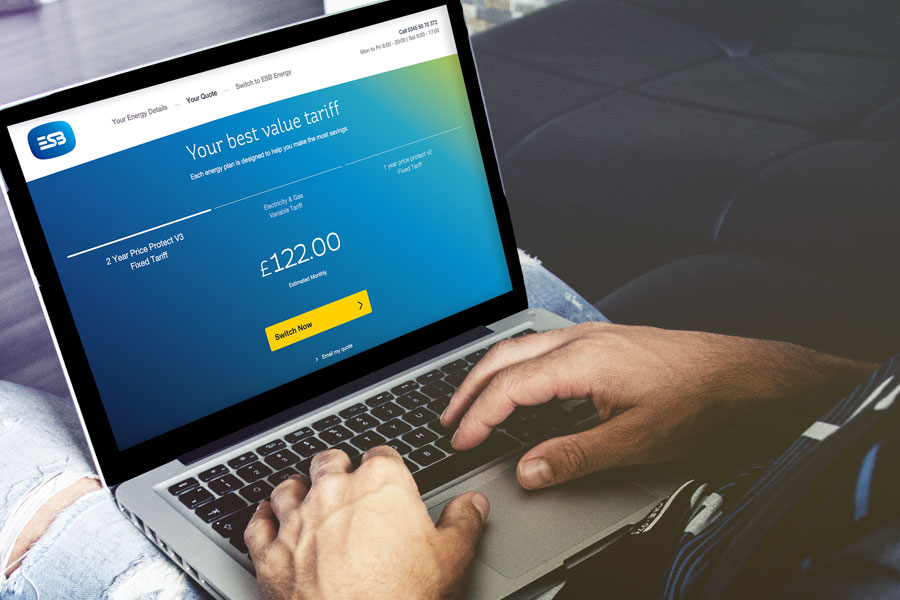 Call 0345 60 70 372
Mon to Fri 8:00 - 20:00 | Sat 9:00 - 17:00
ESB
Your Energy Details
Your Quote
Switch to ESB Energy
Your best value tariff
Each energy plan is designed to help you make the most savings.
2 Year Price Protect V3
Fixed Tariff
Electricity & Gas
Variable Tariff
1 year price protect v2
Fixed Tariff
£122.00
Estimated Monthly
Switch Now
Email my quote